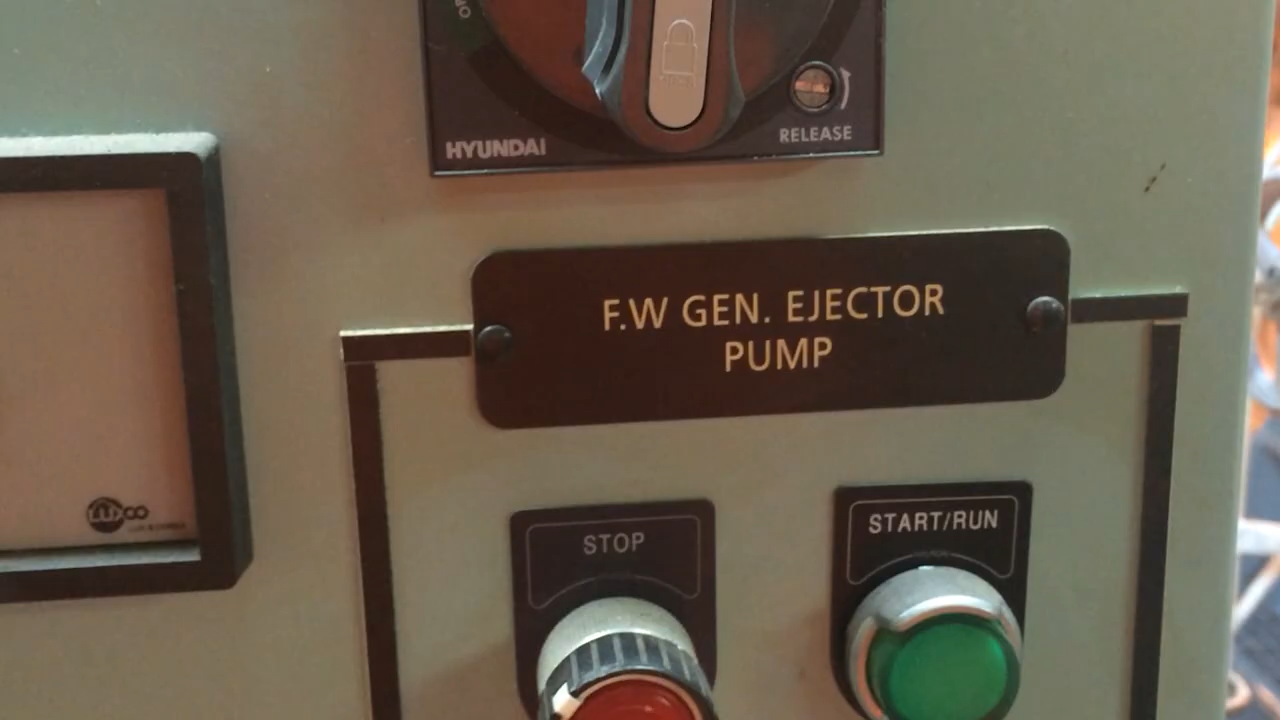 HYUNDAI
RELEASE
F.W GEN. EJECTOR
PUMP
STOP
START/RUN